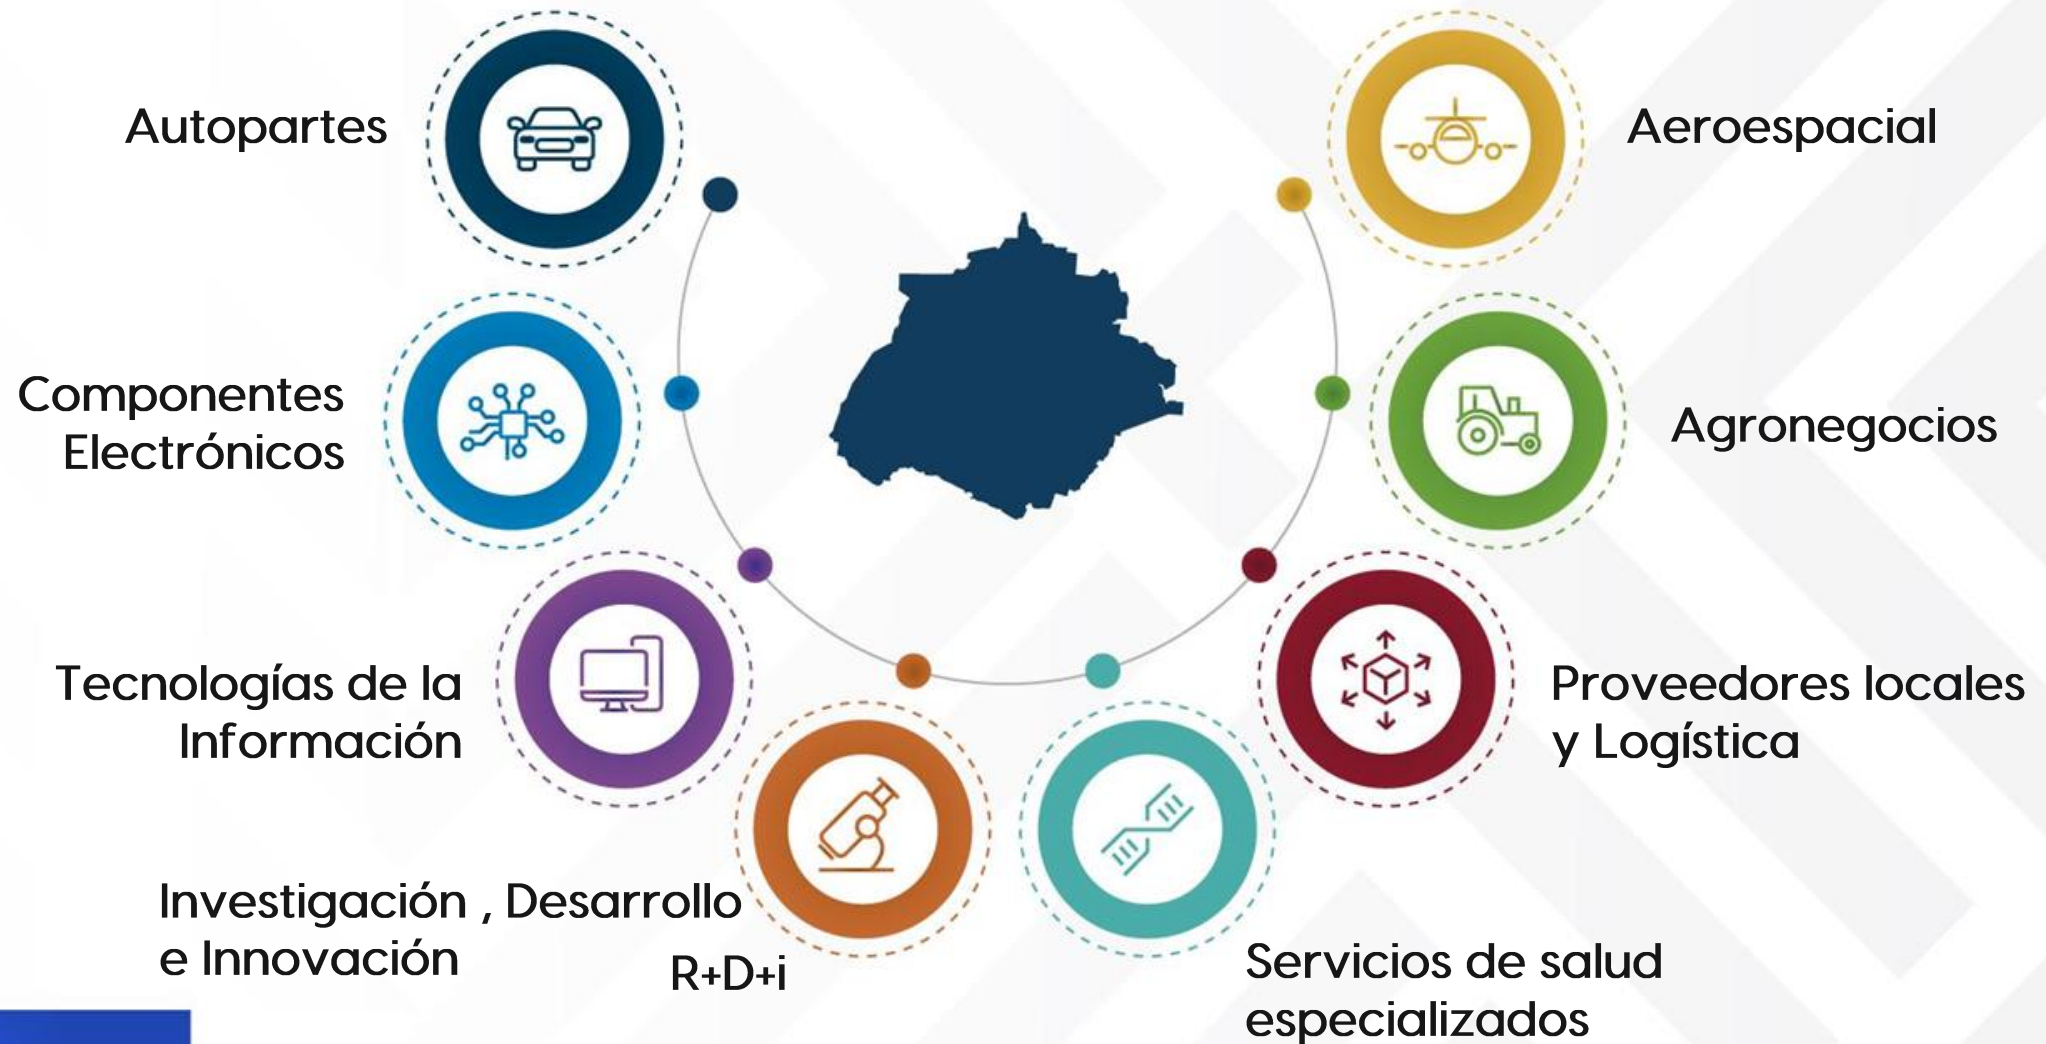 Autopartes
Aeroespacial
Componentes
Electrónicos
Agronegocios
Tecnologías de la
Información
Proveedores locales
y Logística
Investigación , Desarrollo
e Innovación
R+D+i
Servicios de salud
especializados